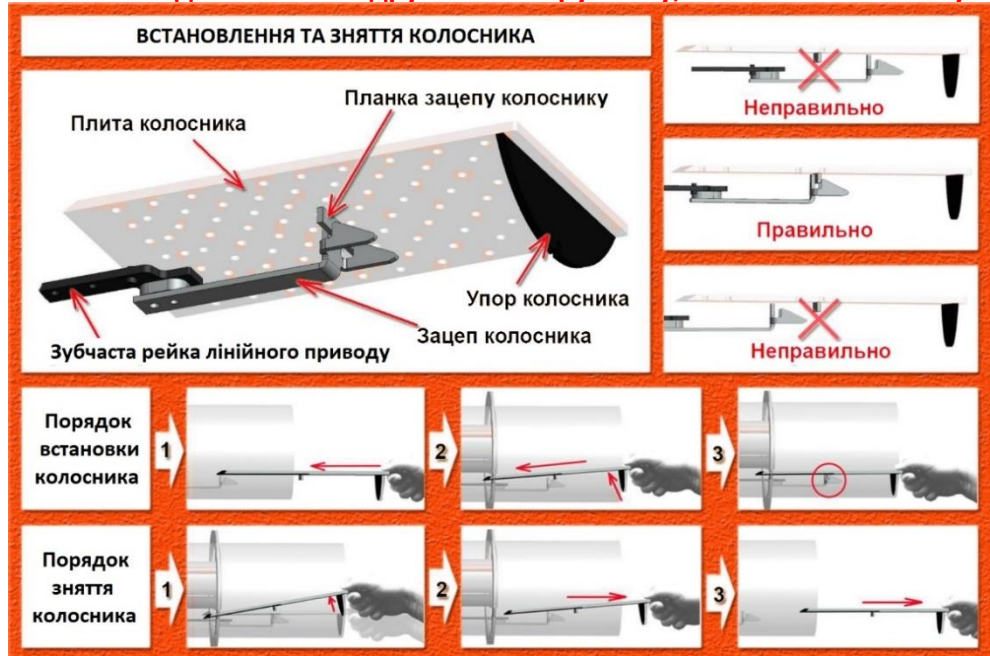 ВСТАНОВЛЕННЯ ТА ЗНЯТТЯ КОЛОСНИКА
Плита колосника
Планка зацепу колоснику
Упор колосника
Зацеп колосника
Зубчаста рейка лінійного приводу
Неправильно
Правильно
Неправильно
Порядок
встановки
колосника
1
2
3
Порядок
зняття
колосника
1
2
3